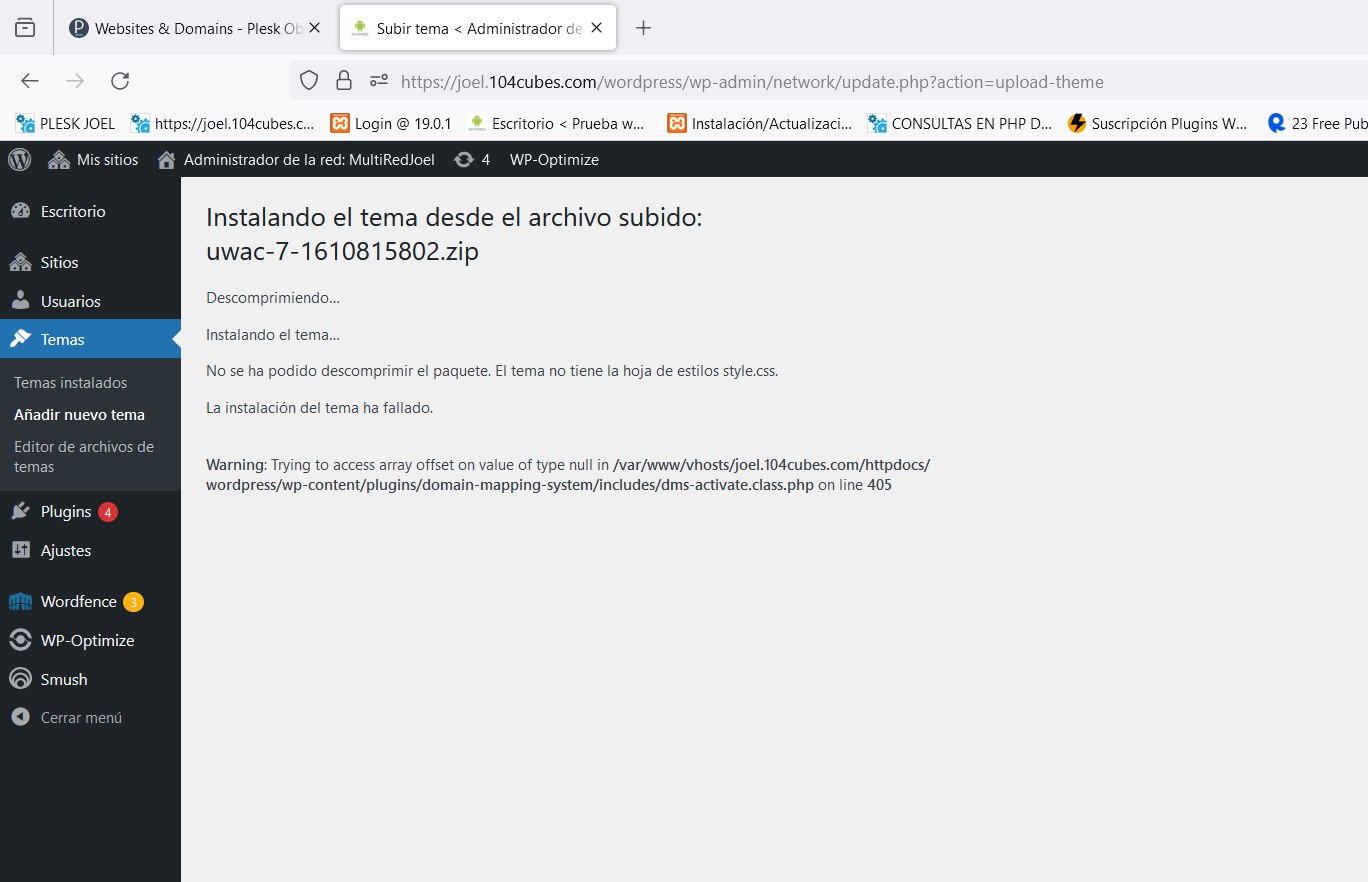 Websites & Domains - Plesk Ob
Subir tema < Administrador de
https://joel.104cubes.com/wordpress/wp-admin/network/update.php?action=upload-theme
PLESK JOEL
https://joel.104cubes.c...
Login @ 19.0.1
Escritorio < Prueba w...
Instalación/Actualizaci...
CONSULTAS EN PHP D...
Suscripción Plugins W...
23 Free Pub
Mis sitios
Administrador de la red: MultiRedJoel
4
WP-Optimize
Escritorio
Sitios
Usuarios
Temas
Temas instalados
Añadir nuevo tema
Editor de archivos de
temas
Plugins 4
Ajustes
Wordfence 3
WP-Optimize
Smush
Cerrar menú
Instalando el tema desde el archivo subido:
uwac-7-1610815802.zip
Descomprimiendo...
Instalando el tema...
No se ha podido descomprimir el paquete. El tema no tiene la hoja de estilos style.css.
La instalación del tema ha fallado.
Warning: Trying to access array offset on value of type null in /var/www/vhosts/joel.104cubes.com/httpdocs/
wordpress/wp-content/plugins/domain-mapping-system/includes/dms-activate.class.php on line 405